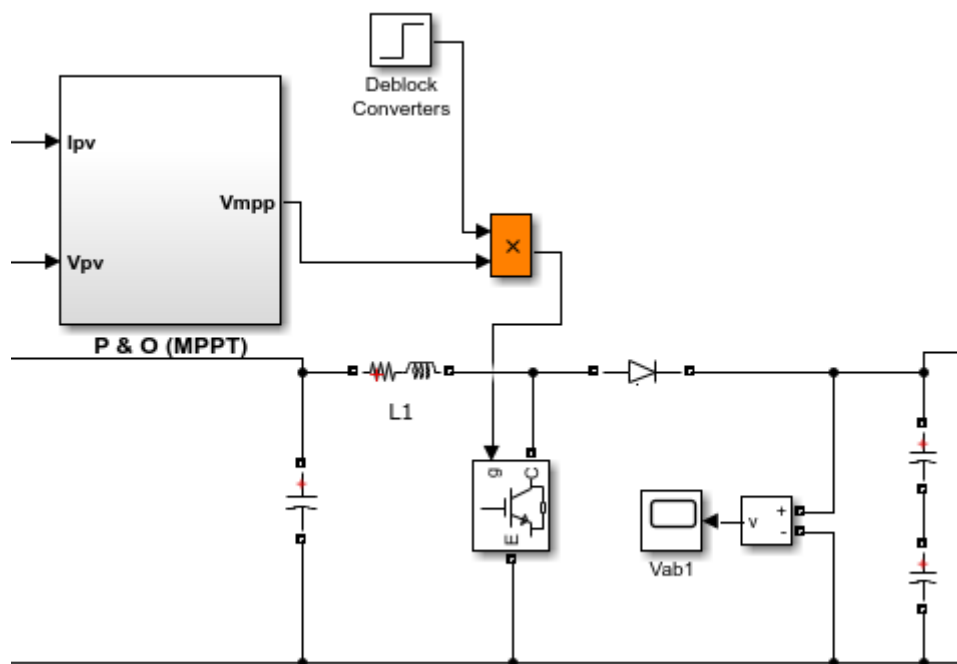 Deblock
Converters
Ipv
Vmpp
Vpv
×
P & O (MPPT)
L1
g
C
E
+
v
-
Vab1